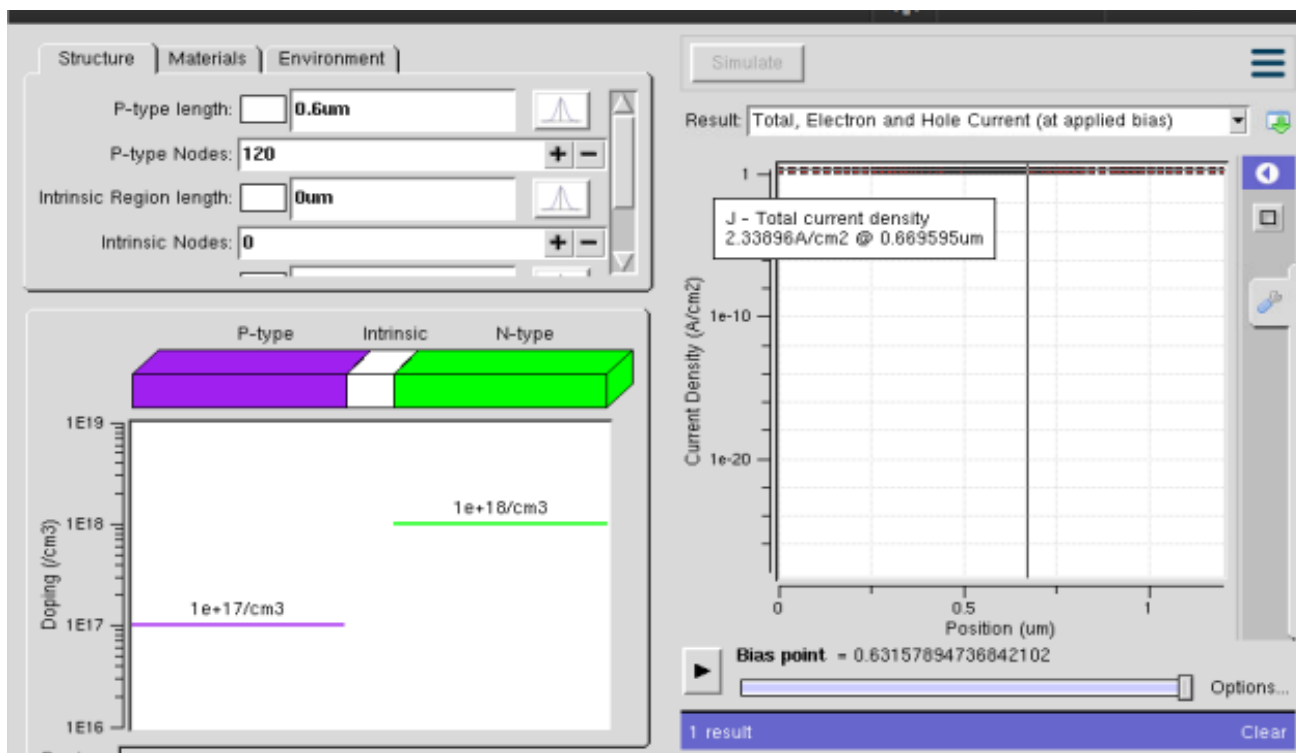 Structure Materials Environment
P-type length: 0.6um
P-type Nodes: 120 + −
Intrinsic Region length: 0um
Intrinsic Nodes: 0 + −
P-type Intrinsic N-type
1E19
1E18
1E17
1E16
Doping (/cm3)
1e+18/cm3
1e+17/cm3
Simulate
Result: Total, Electron and Hole Current (at applied bias)
1
1e-10
1e-20
Current Density (A/cm2)
J - Total current density
2.33896A/cm2 @ 0.669595um
0 0.5 1
Position (um)
Bias point = 0.63157894736842102
Options...
1 result Clear